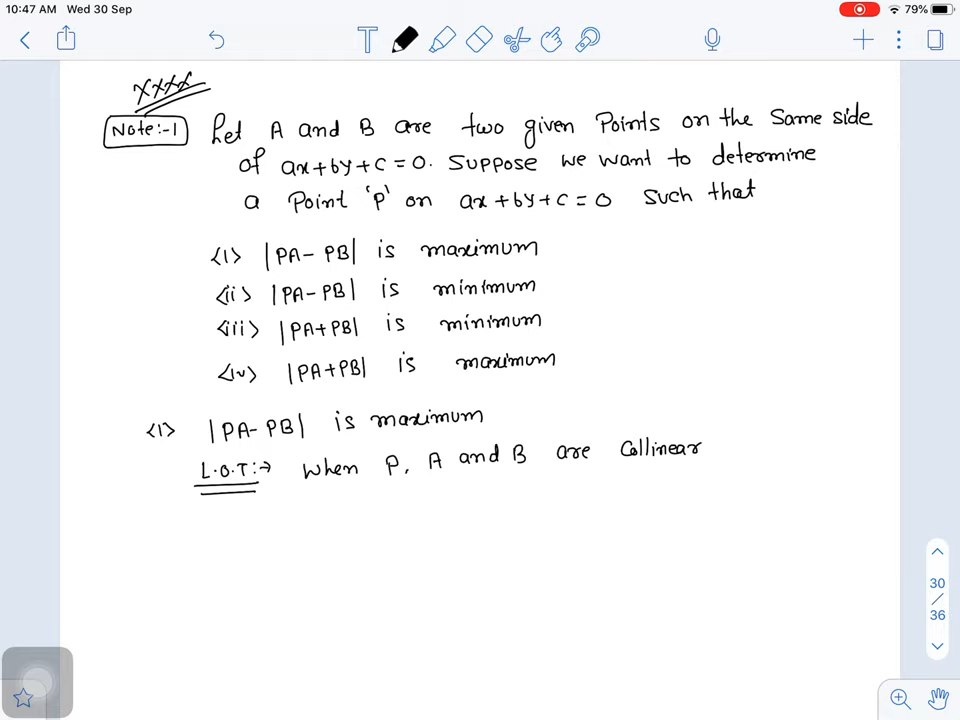 10:47 AM Wed 30 Sep
79%
XXXX
Note:-1 Let A and B are two given Points on the Same side
of ax+by+c=0. Suppose we want to determine
a Point 'P' on ax+by+c=0 Such that
<i> |PA-PB| is maximum
<ii> |PA-PB| is minimum
<iii> |PA+PB| is minimum
<iv> |PA+PB| is maximum
<i> |PA-PB| is maximum
L.O.T:→ When P, A and B are Collinear
30
/
36